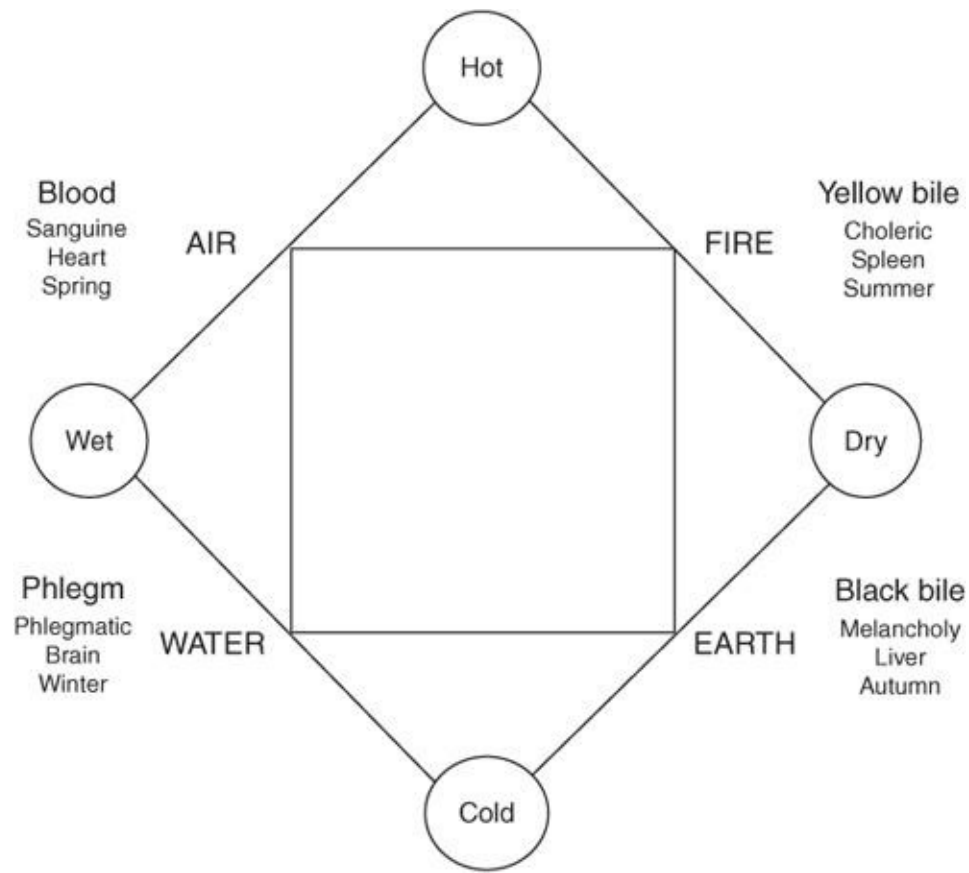 Hot
Blood
Sanguine
Heart
Spring
AIR
FIRE
Yellow bile
Choleric
Spleen
Summer
Wet
Dry
Phlegm
Phlegmatic
Brain
Winter
WATER
EARTH
Black bile
Melancholy
Liver
Autumn
Cold